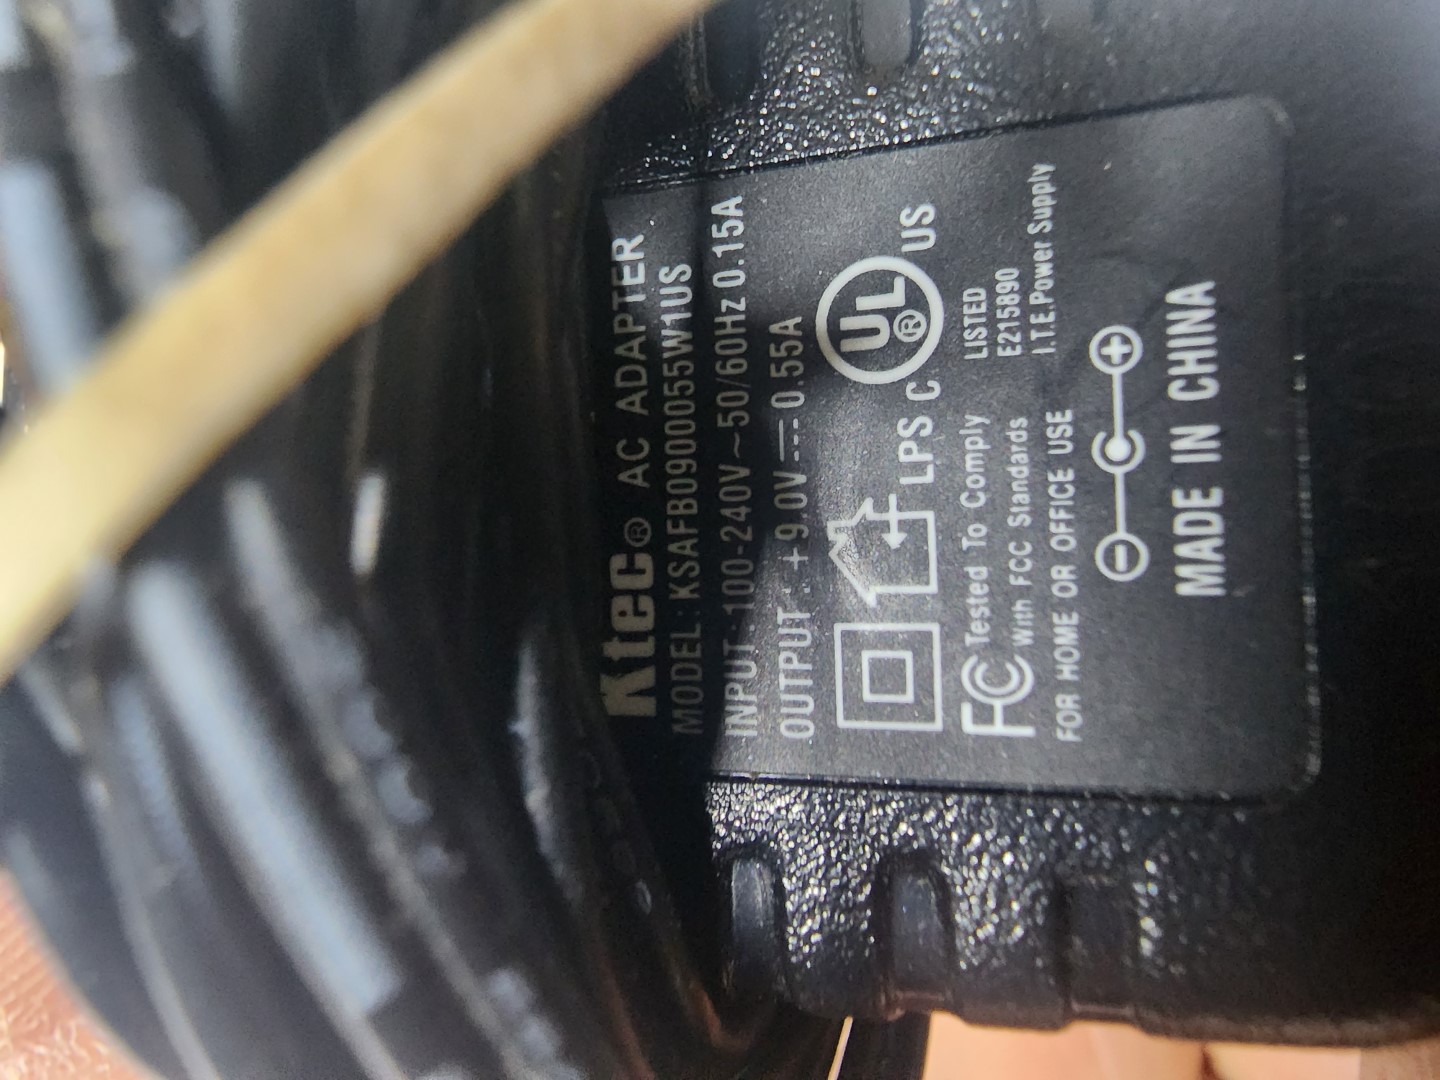 Ktec® AC ADAPTER
MODEL: KSAFB0900055W1US
INPUT: 100-240V~50/60Hz 0.15A
OUTPUT: +9.0V⎓0.55A
LPS
C UL® US
FC Tested To Comply
With FCC Standards
LISTED
E215890
I.T.E.Power Supply
FOR HOME OR OFFICE USE
MADE IN CHINA